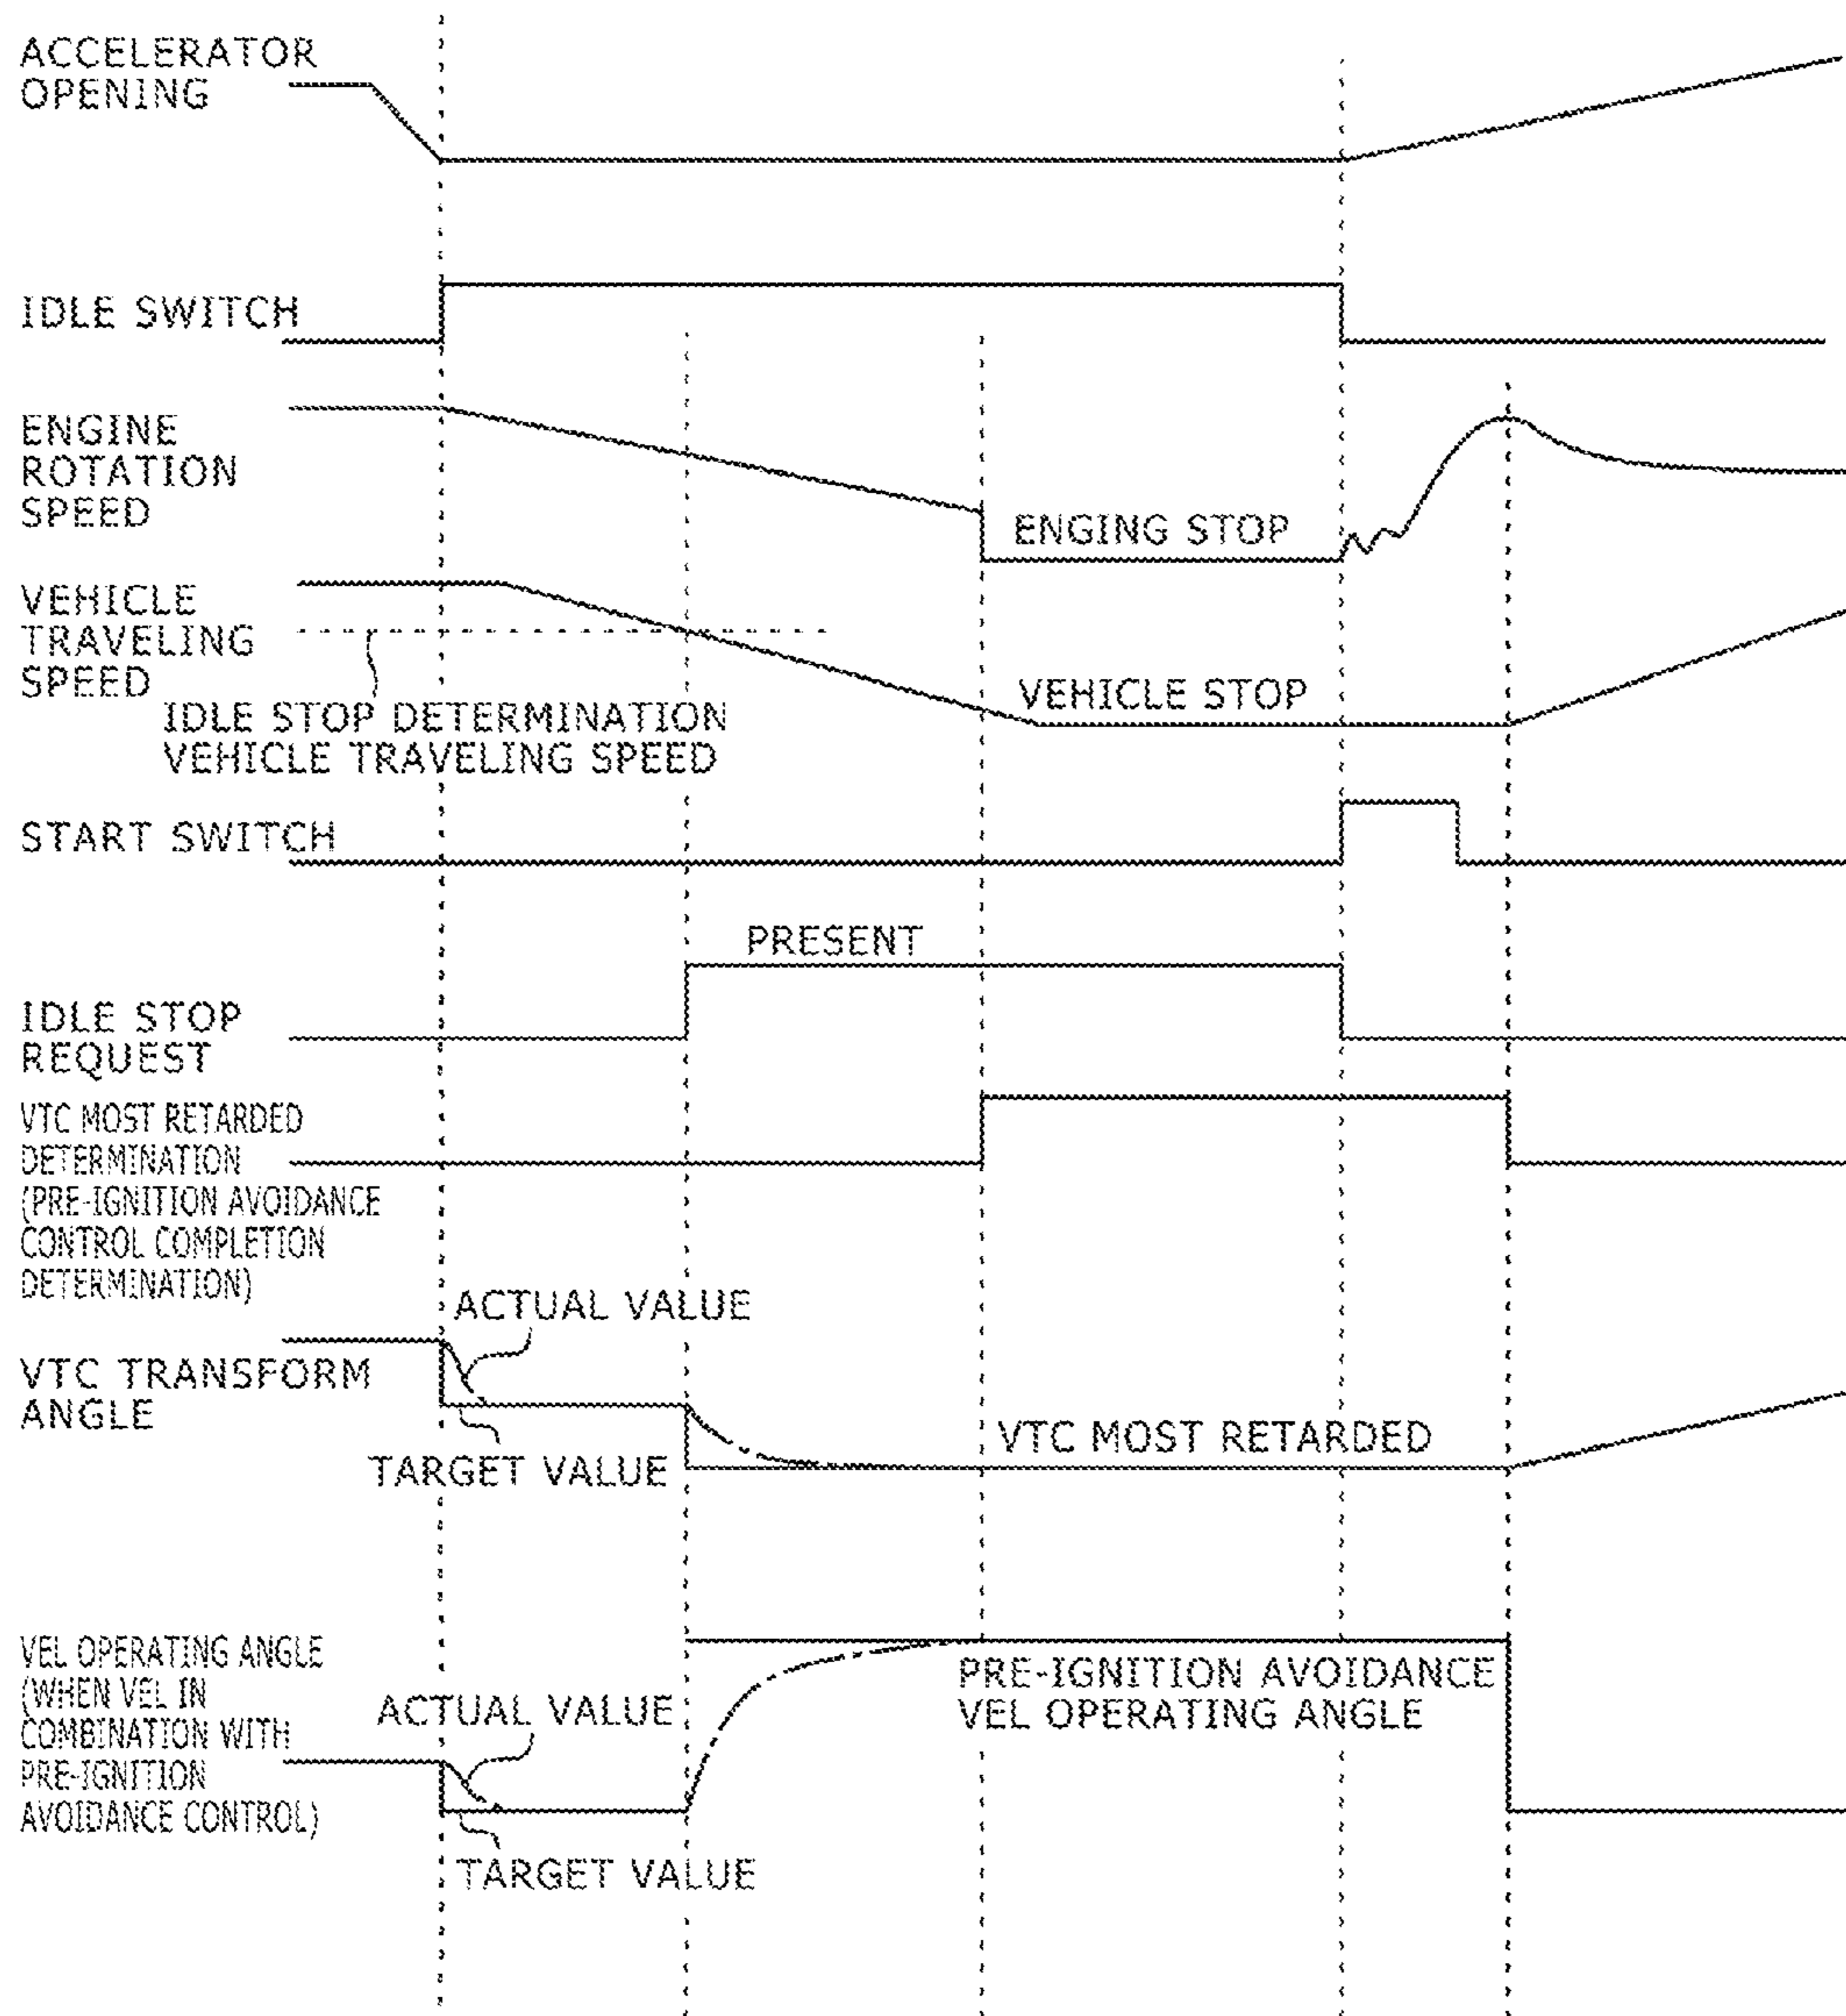 ACCELERATOR
OPENING
IDLE SWITCH
ENGINE
ROTATION
SPEED
ENGING STOP
VEHICLE
TRAVELING
SPEED
IDLE STOP DETERMINATION
VEHICLE TRAVELING SPEED
VEHICLE STOP
START SWITCH
PRESENT
IDLE STOP
REQUEST
VTC MOST RETARDED
DETERMINATION
(PRE-IGNITION AVOIDANCE
CONTROL COMPLETION
DETERMINATION)
ACTUAL VALUE
VTC TRANSFORM
ANGLE
TARGET VALUE
VTC MOST RETARDED
VEL OPERATING ANGLE
(WHEN VEL IN
COMBINATION WITH
PRE-IGNITION
AVOIDANCE CONTROL)
ACTUAL VALUE
PRE-IGNITION AVOIDANCE
VEL OPERATING ANGLE
TARGET VALUE